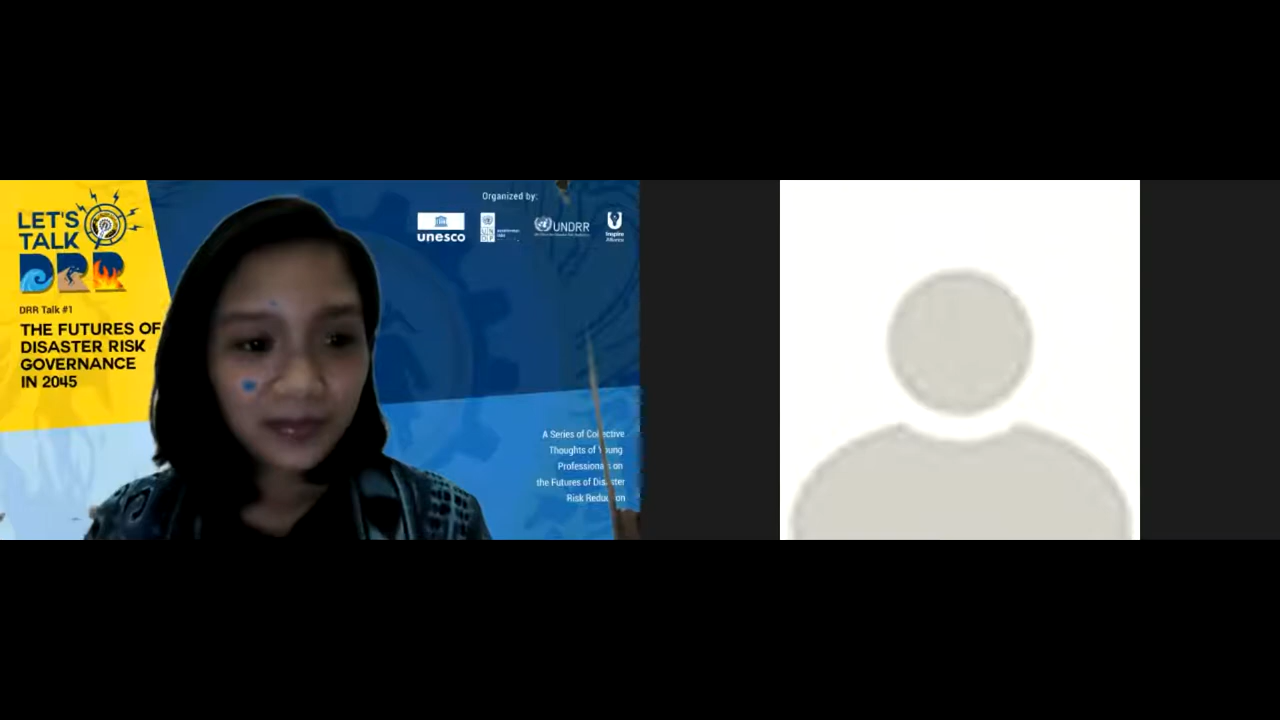 LET'S
TALK
DRR
DRR Talk #1
THE FUTURES OF
DISASTER RISK
GOVERNANCE
IN 2045
Organized by:
unesco
UNDRR
Inspire
A Series of Collective
Thoughts of Young
Professionals on
the Futures of Disaster
Risk Reduction